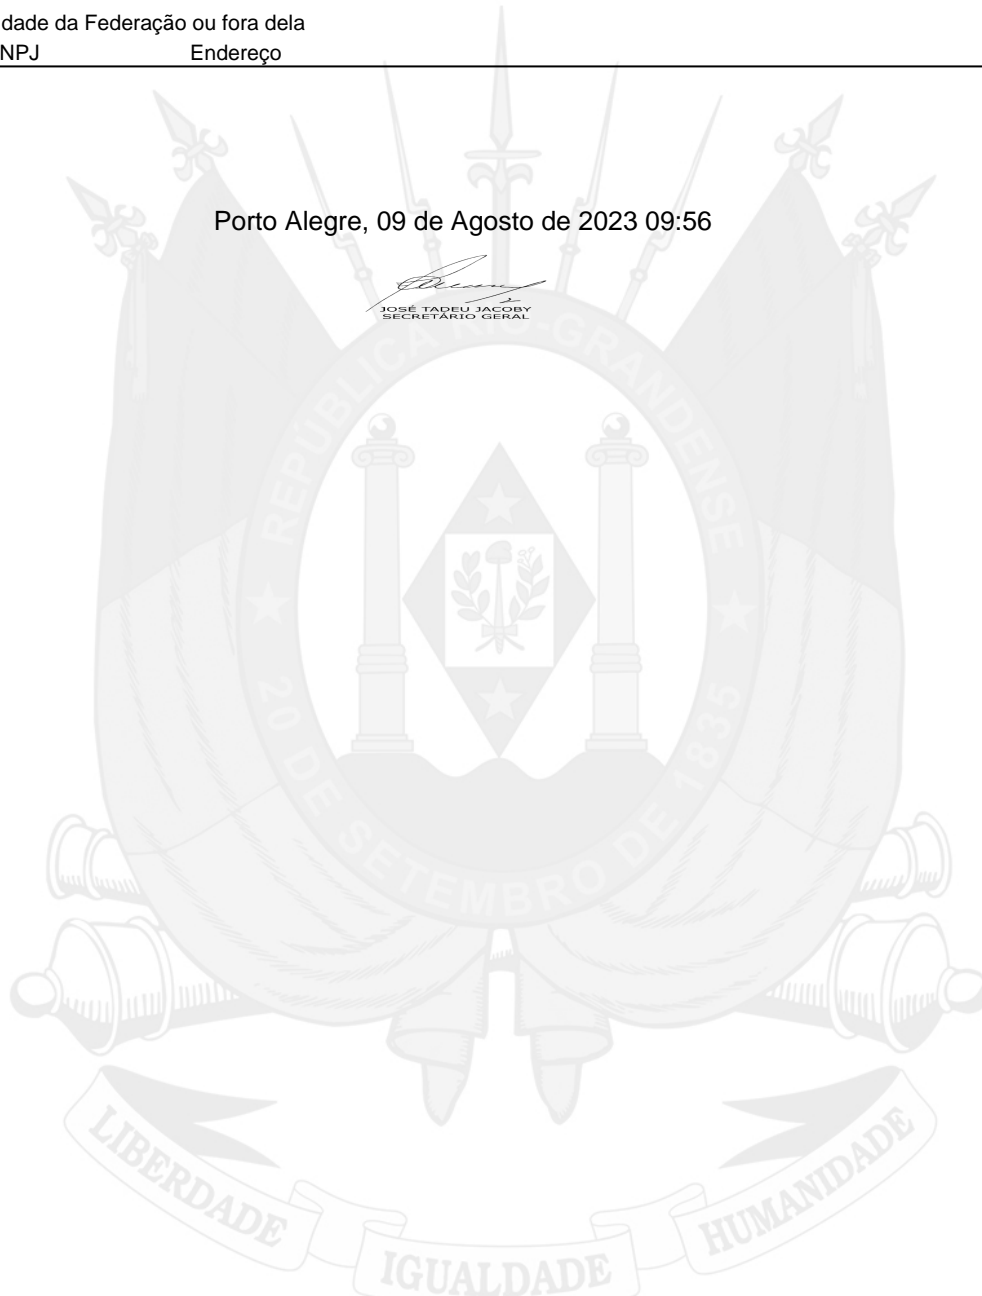 dade da Federação ou fora dela
NPJ Endereço
Porto Alegre, 09 de Agosto de 2023 09:56
JOSÉ TADEU JACOBY
SECRETÁRIO GERAL
REPÚBLICA RIO-GRANDENSE
20 DE SETEMBRO DE 1835
LIBERDADE
IGUALDADE
HUMANIDADE